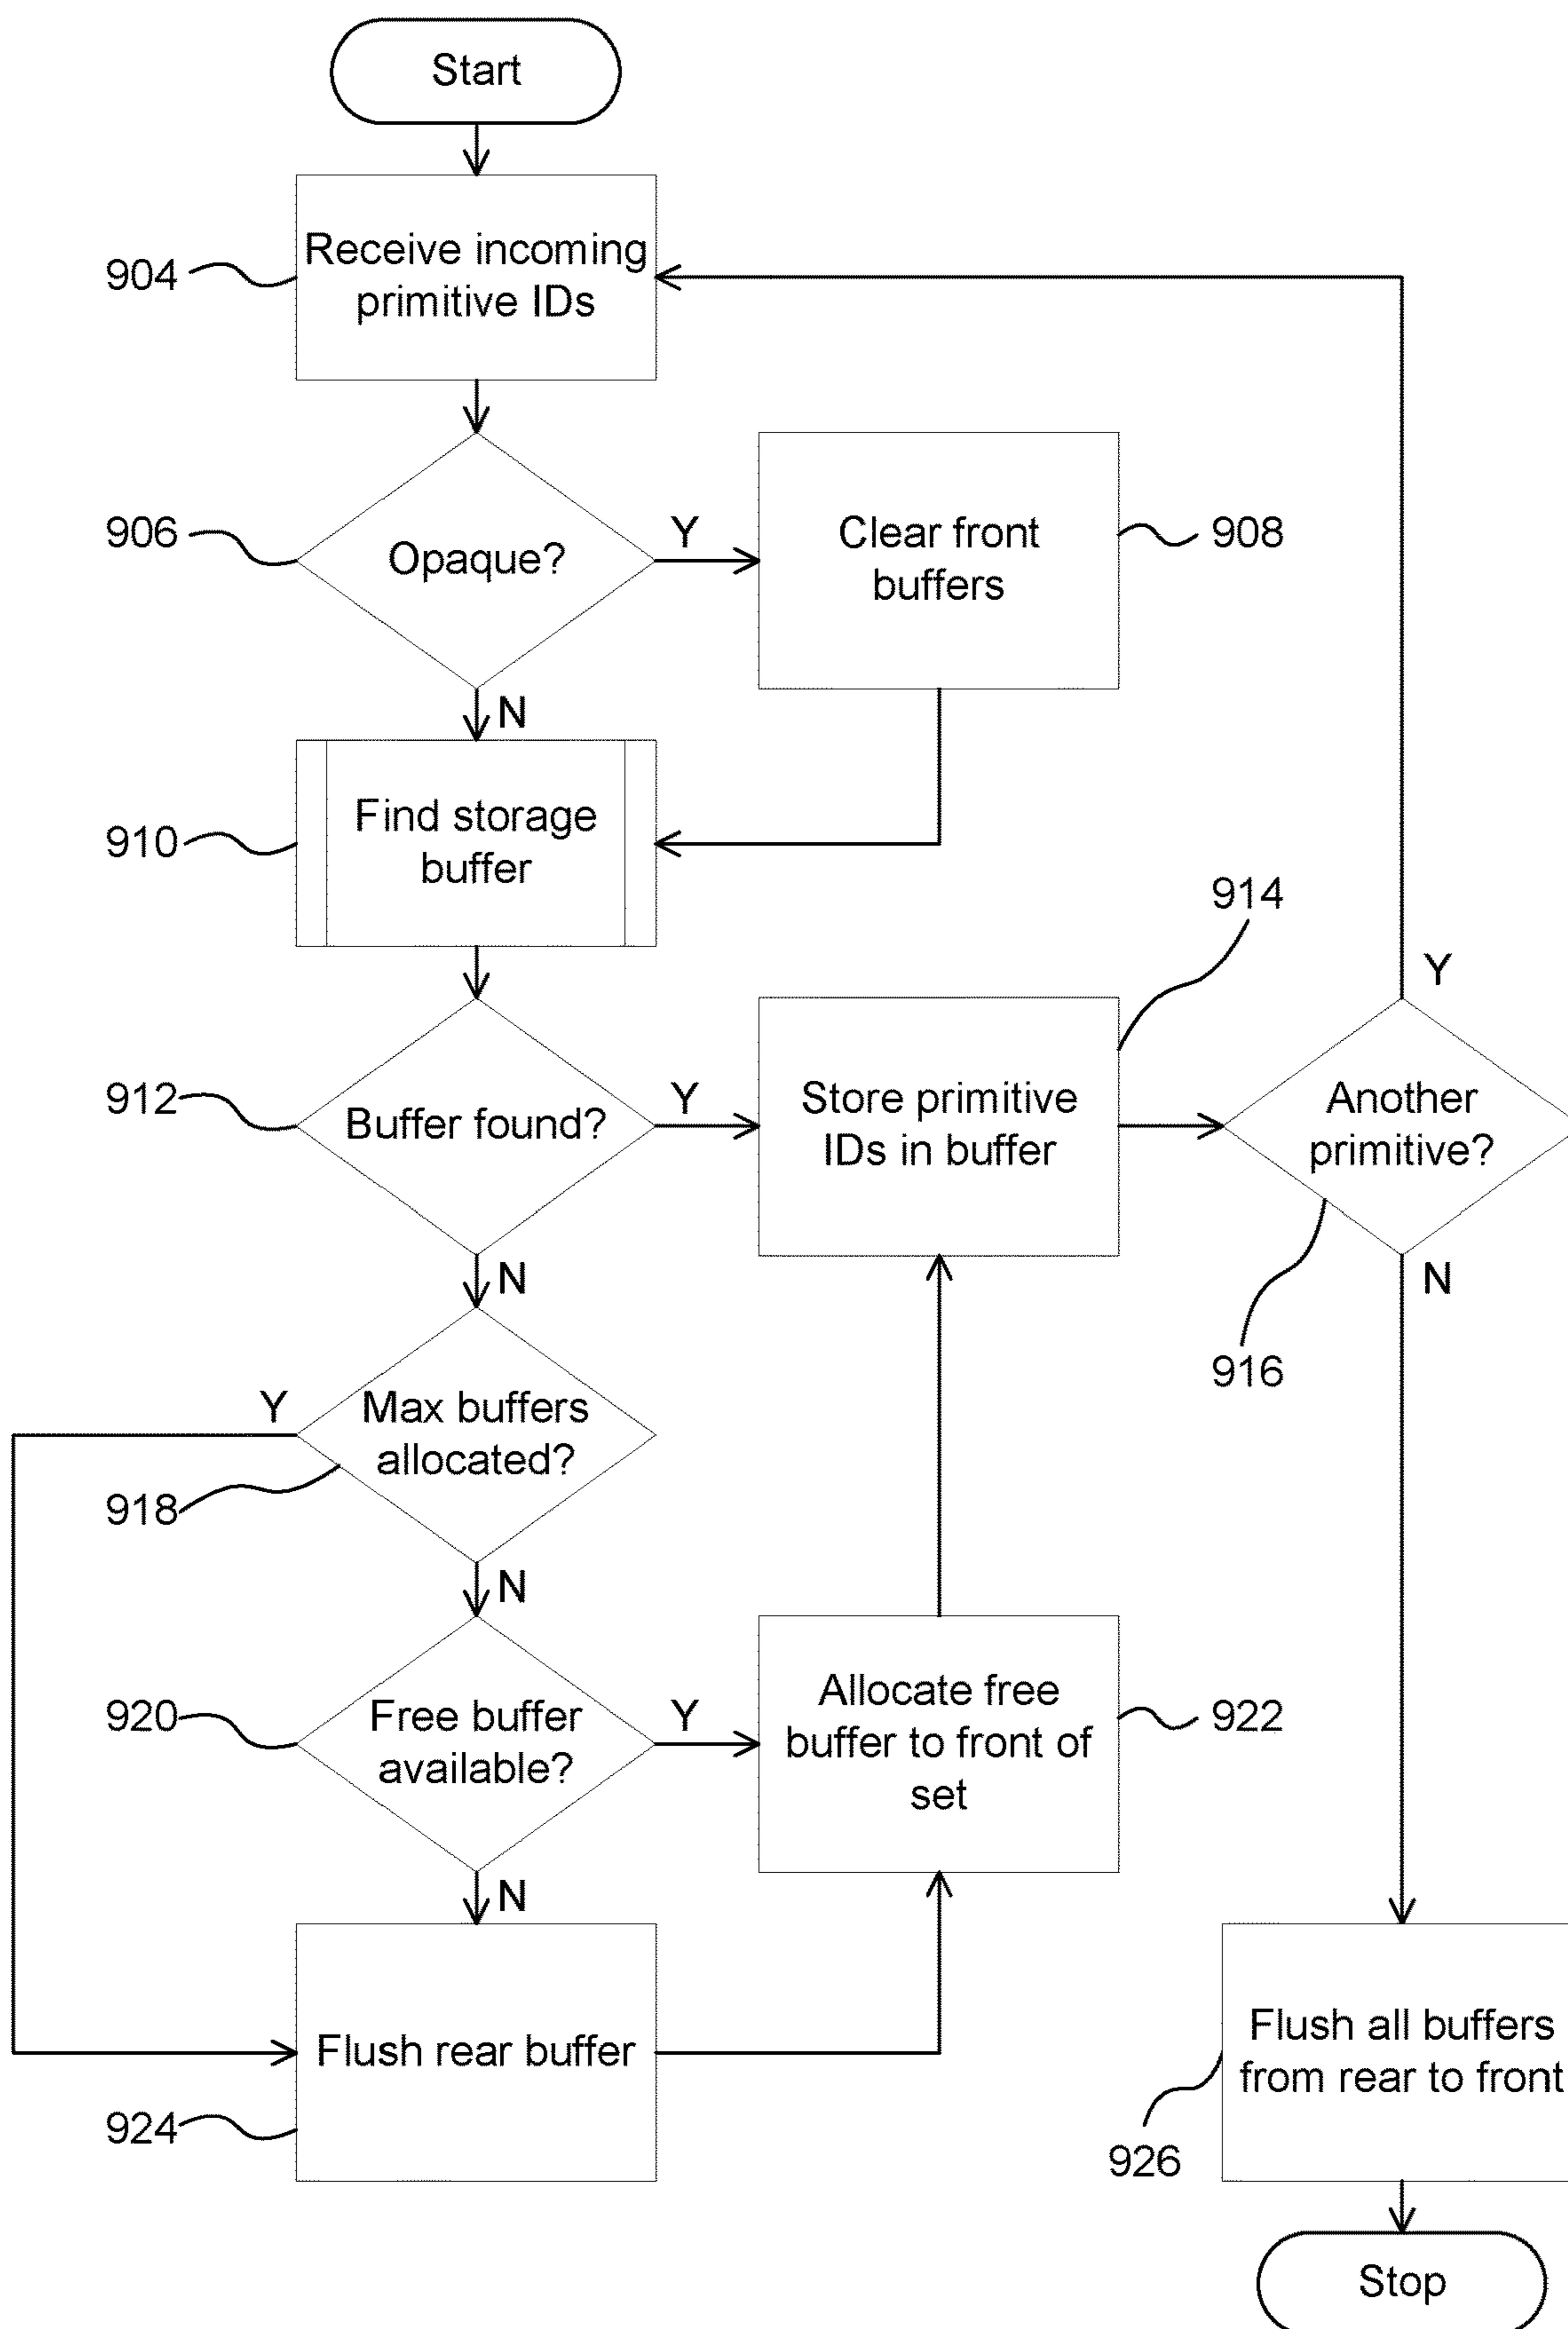 Start
904
Receive incoming
primitive IDs
906
Opaque?
Y
Clear front
buffers
908
N
910
Find storage
buffer
914
Y
912
Buffer found?
Y
Store primitive
IDs in buffer
Another
primitive?
N
N
916
Y
Max buffers
allocated?
918
N
920
Free buffer
available?
Y
Allocate free
buffer to front of
set
922
N
Flush rear buffer
924
Flush all buffers
from rear to front
926
Stop